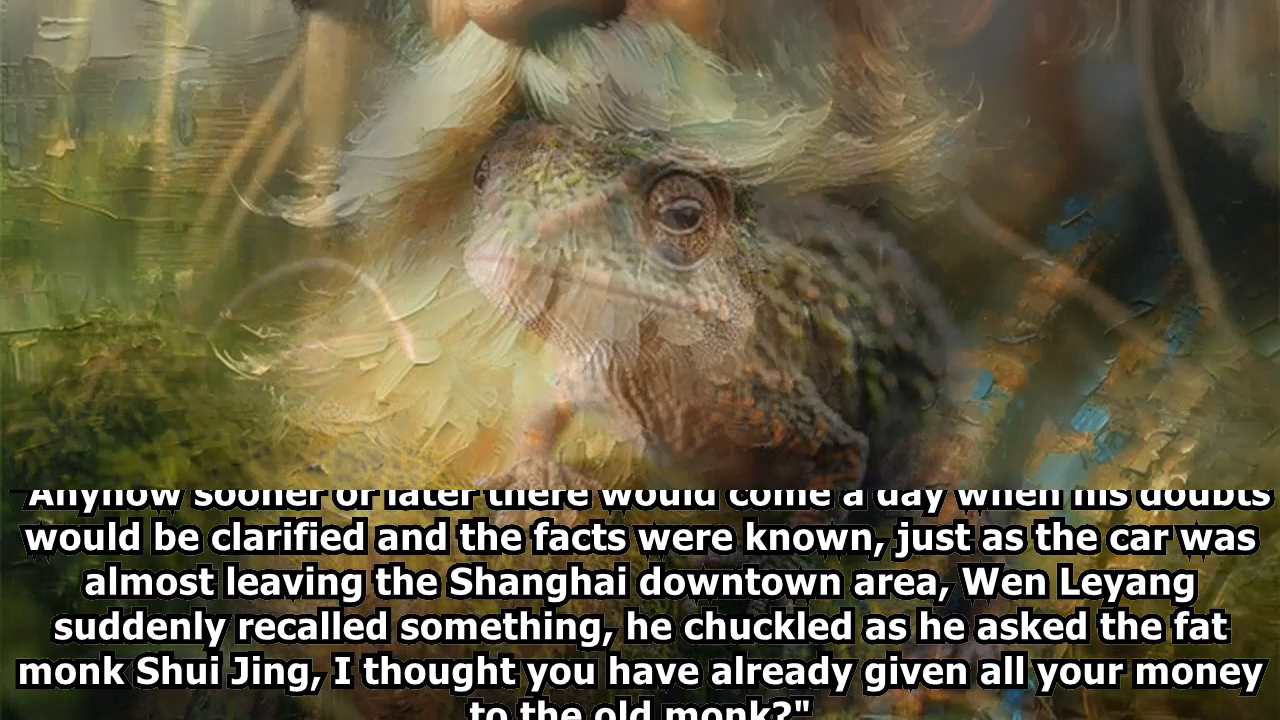 "Anyhow sooner or later there would come a day when his doubts
would be clarified and the facts were known, just as the car was
almost leaving the Shanghai downtown area, Wen Leyang
suddenly recalled something, he chuckled as he asked the fat
monk Shui Jing, I thought you have already given all your money
to the old monk?"